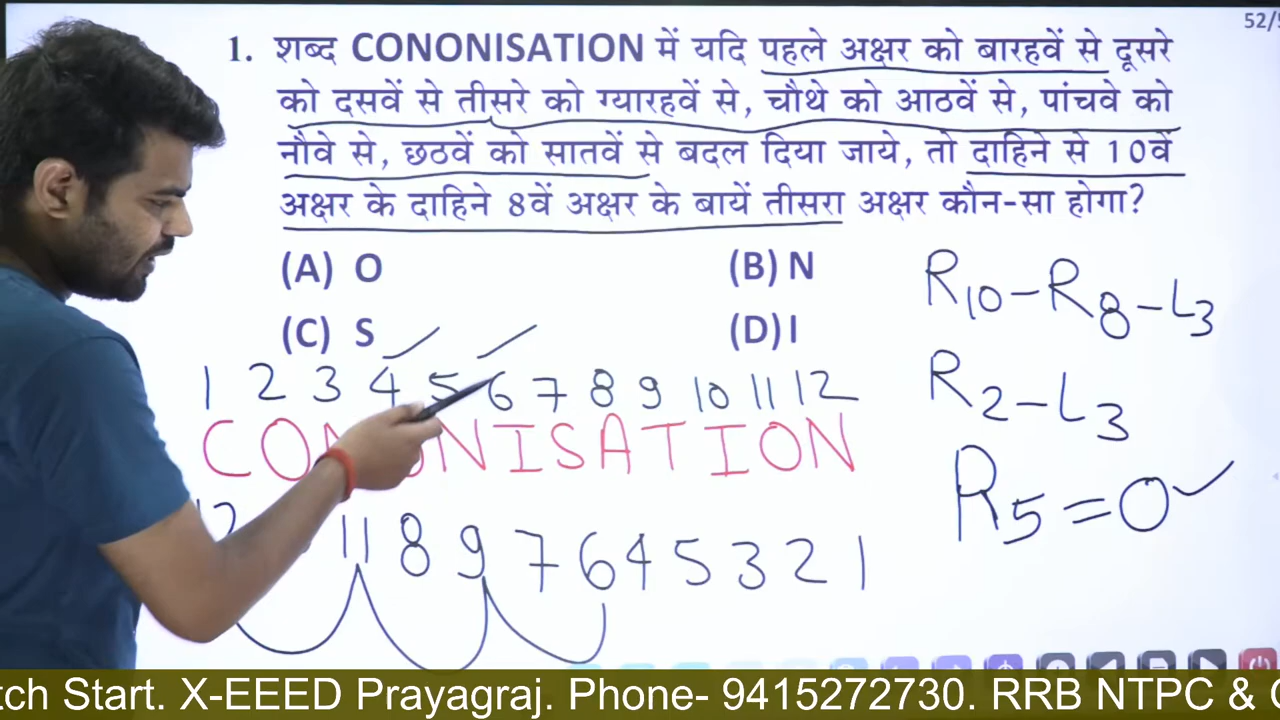 52/
1. शब्द CONONISATION में यदि पहले अक्षर को बारहवें से दूसरे
को दसवें से तीसरे को ग्यारहवें से, चौथे को आठवें से, पांचवे को
नौवे से, छठवें को सातवें से बदल दिया जाये, तो दाहिने से 10वें
अक्षर के दाहिने 8वें अक्षर के बायें तीसरा अक्षर कौन-सा होगा?
(A) O (B) N
(C) S (D) I
R10-R8-L3
R2-L3
R5=O
1 2 3 4 5 6 7 8 9 10 11 12
CO NISATION
12 11 8 9 7 6 4 5 3 2 1
tch Start. X-EEED Prayagraj. Phone- 9415272730. RRB NTPC &